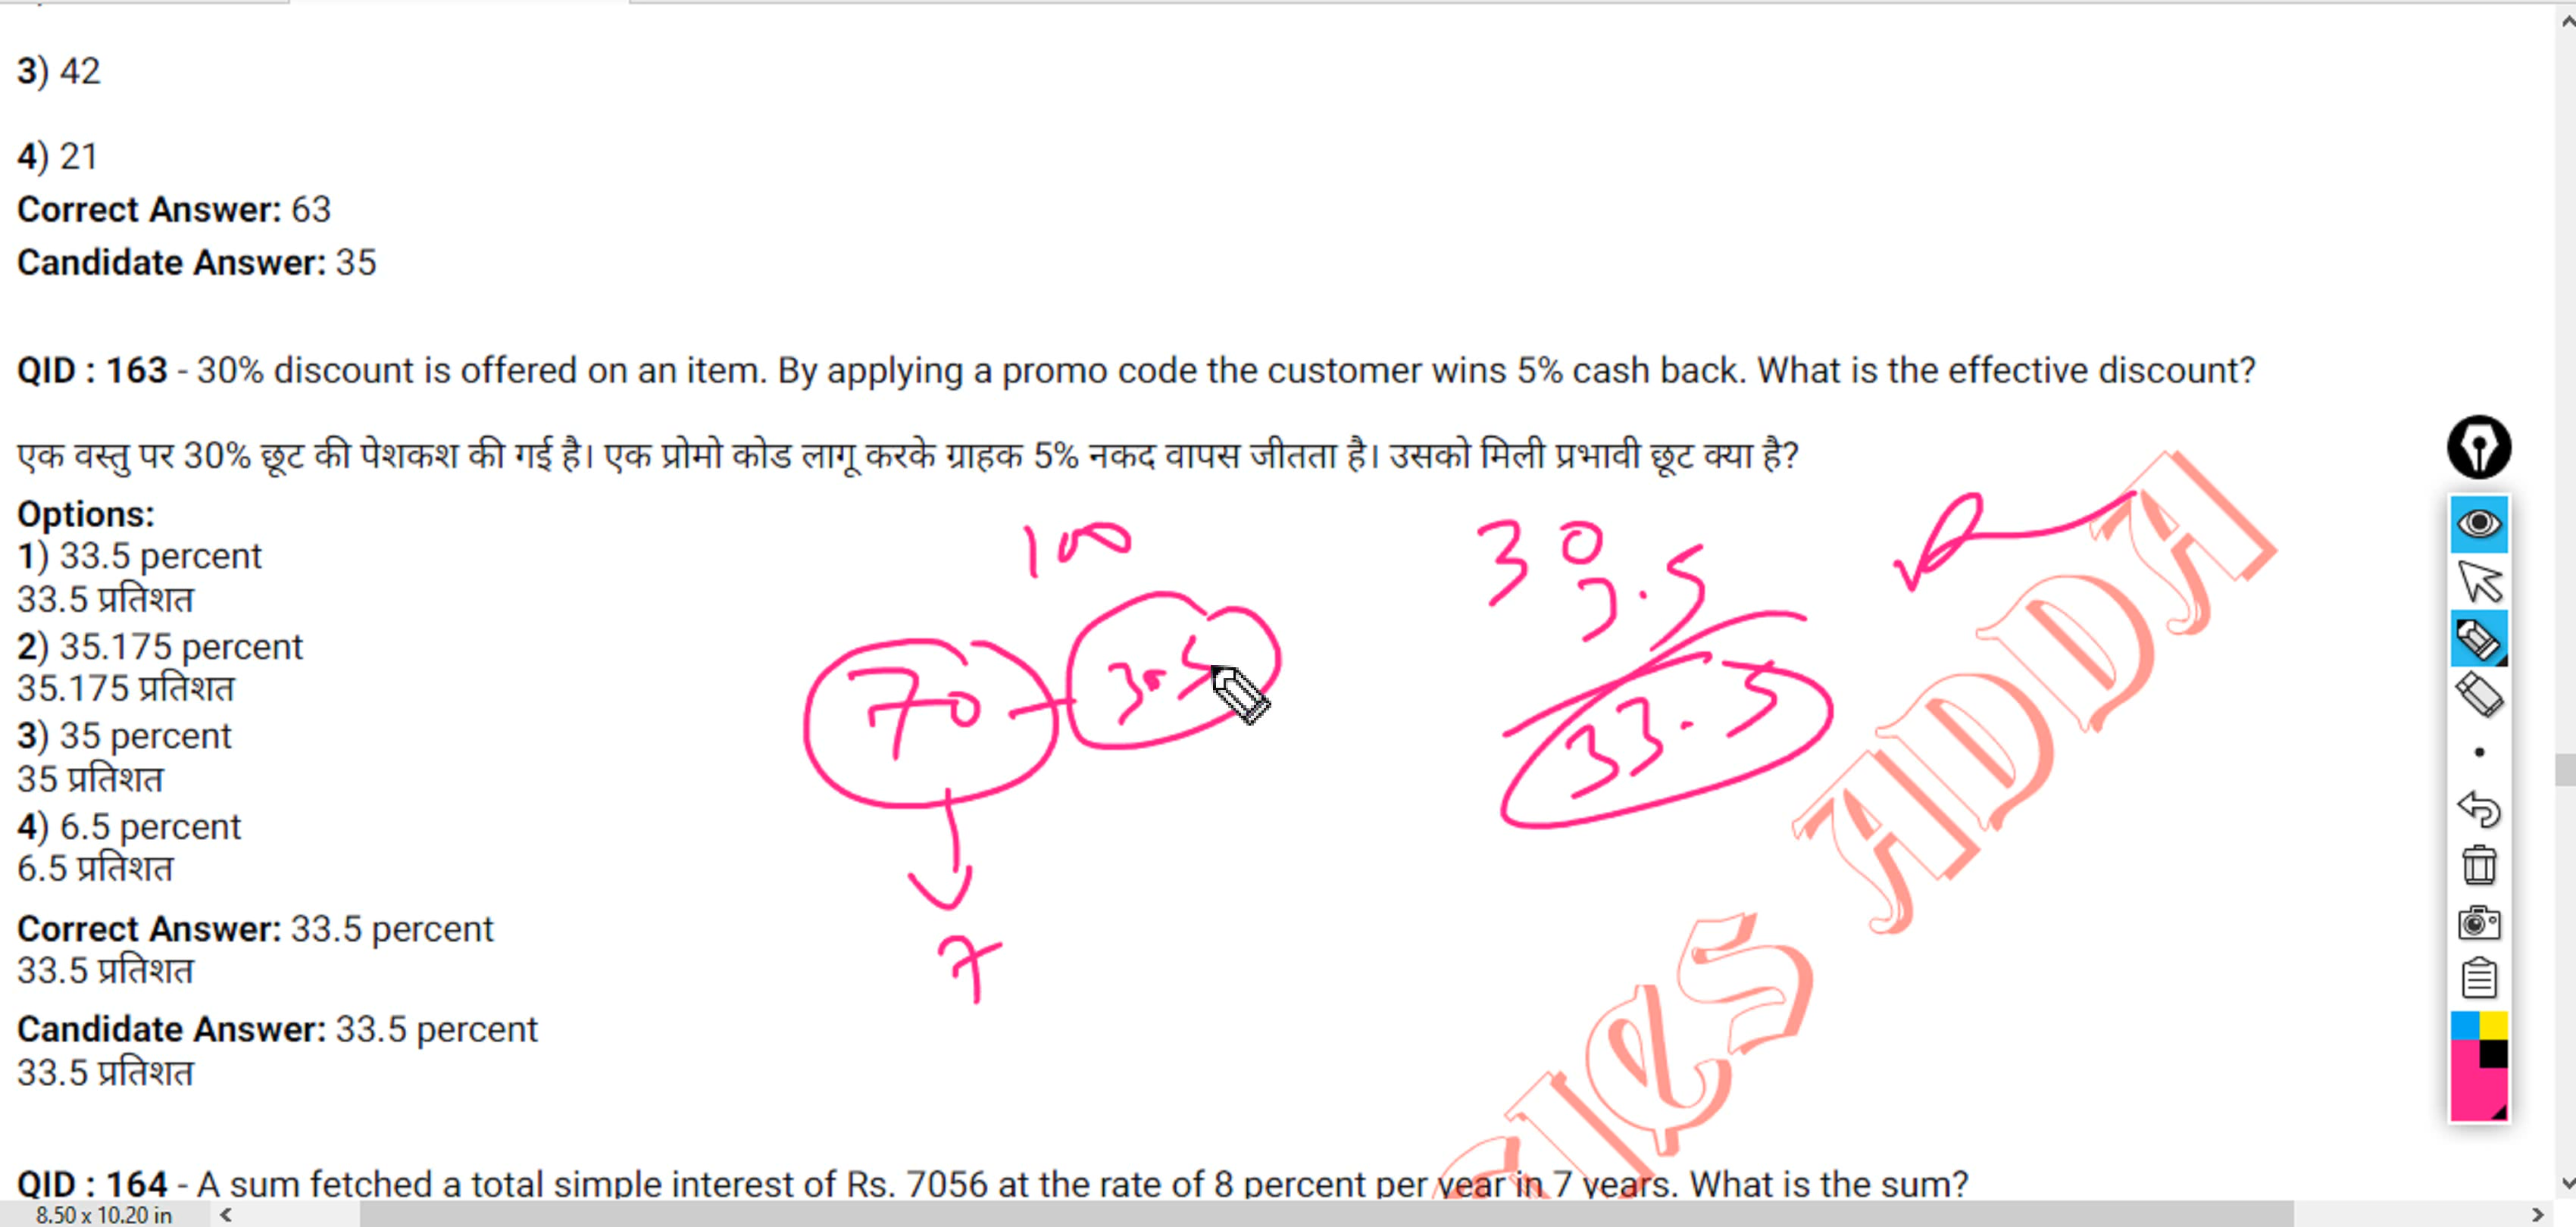 3) 42
4) 21
Correct Answer: 63
Candidate Answer: 35
QID : 163 - 30% discount is offered on an item. By applying a promo code the customer wins 5% cash back. What is the effective discount?
एक वस्तु पर 30% छूट की पेशकश की गई है। एक प्रोमो कोड लागू करके ग्राहक 5% नकद वापस जीतता है। उसको मिली प्रभावी छूट क्या है?
Options:
1) 33.5 percent
33.5 प्रतिशत
2) 35.175 percent
35.175 प्रतिशत
3) 35 percent
35 प्रतिशत
4) 6.5 percent
6.5 प्रतिशत
Correct Answer: 33.5 percent
33.5 प्रतिशत
Candidate Answer: 33.5 percent
33.5 प्रतिशत
100
70 - 3.5
7
30
3.5
33.5
ADDA
QID : 164 - A sum fetched a total simple interest of Rs. 7056 at the rate of 8 percent per year in 7 years. What is the sum?
8.50 x 10.20 in